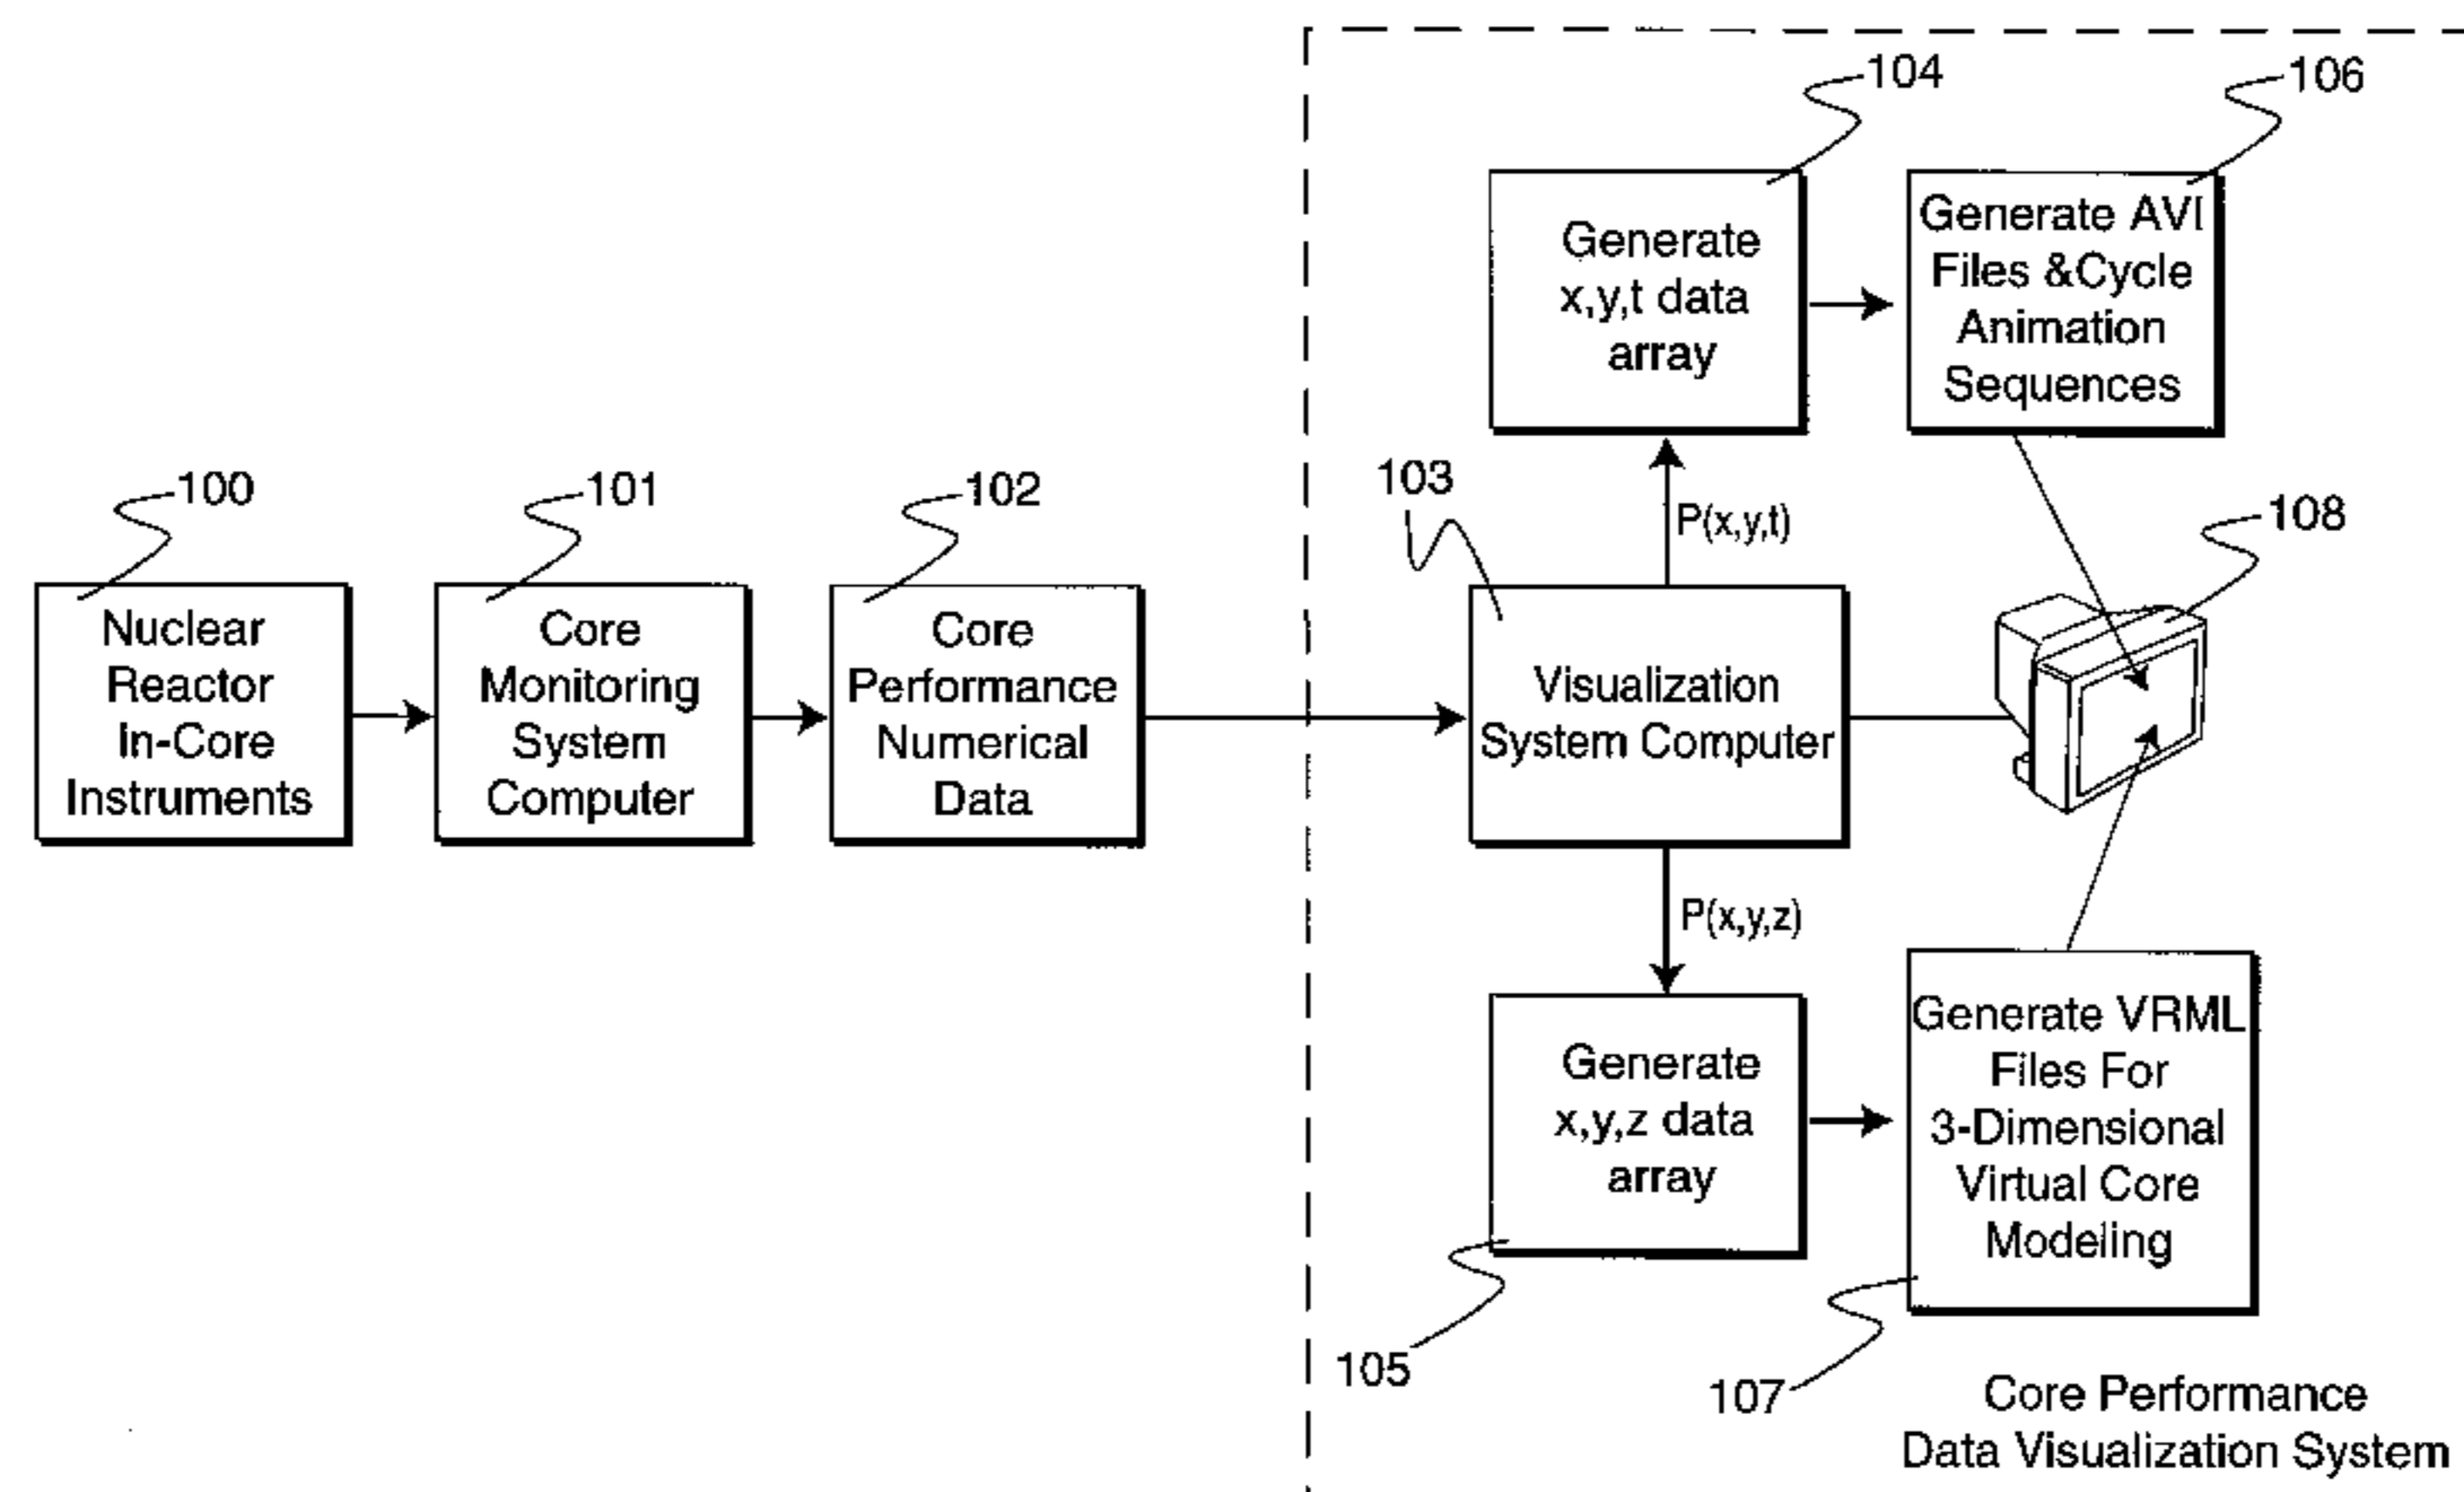 100
Nuclear
Reactor
In-Core
Instruments
101
Core
Monitoring
System
Computer
102
Core
Performance
Numerical
Data
103
Visualization
System Computer
P(x,y,t)
104
Generate
x,y,t data
array
106
Generate AVI
Files &Cycle
Animation
Sequences
108
P(x,y,z)
Generate
x,y,z data
array
105
Generate VRML
Files For
3-Dimensional
Virtual Core
Modeling
107
Core Performance
Data Visualization System